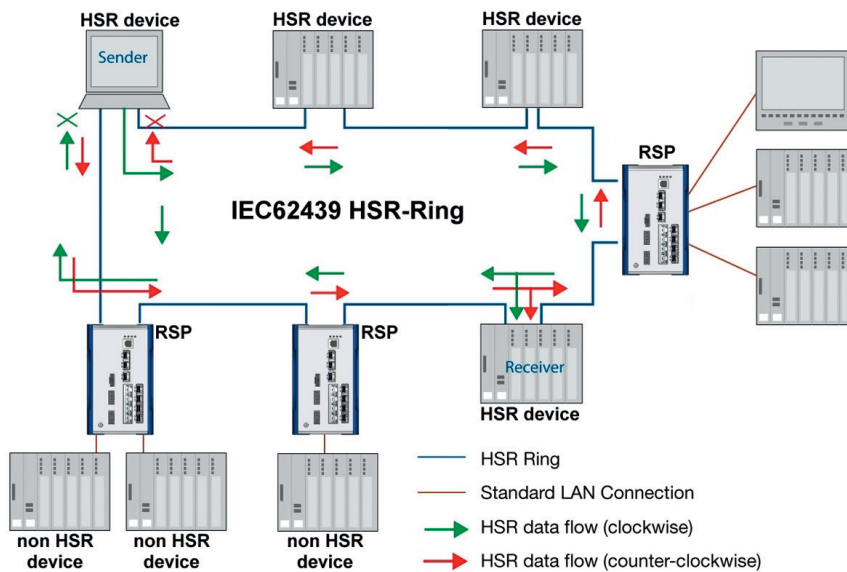 HSR device
HSR device
HSR device
Sender
RSP
IEC62439 HSR-Ring
RSP
RSP
Receiver
HSR device
non HSR
device
non HSR
device
non HSR
device
HSR Ring
Standard LAN Connection
HSR data flow (clockwise)
HSR data flow (counter-clockwise)